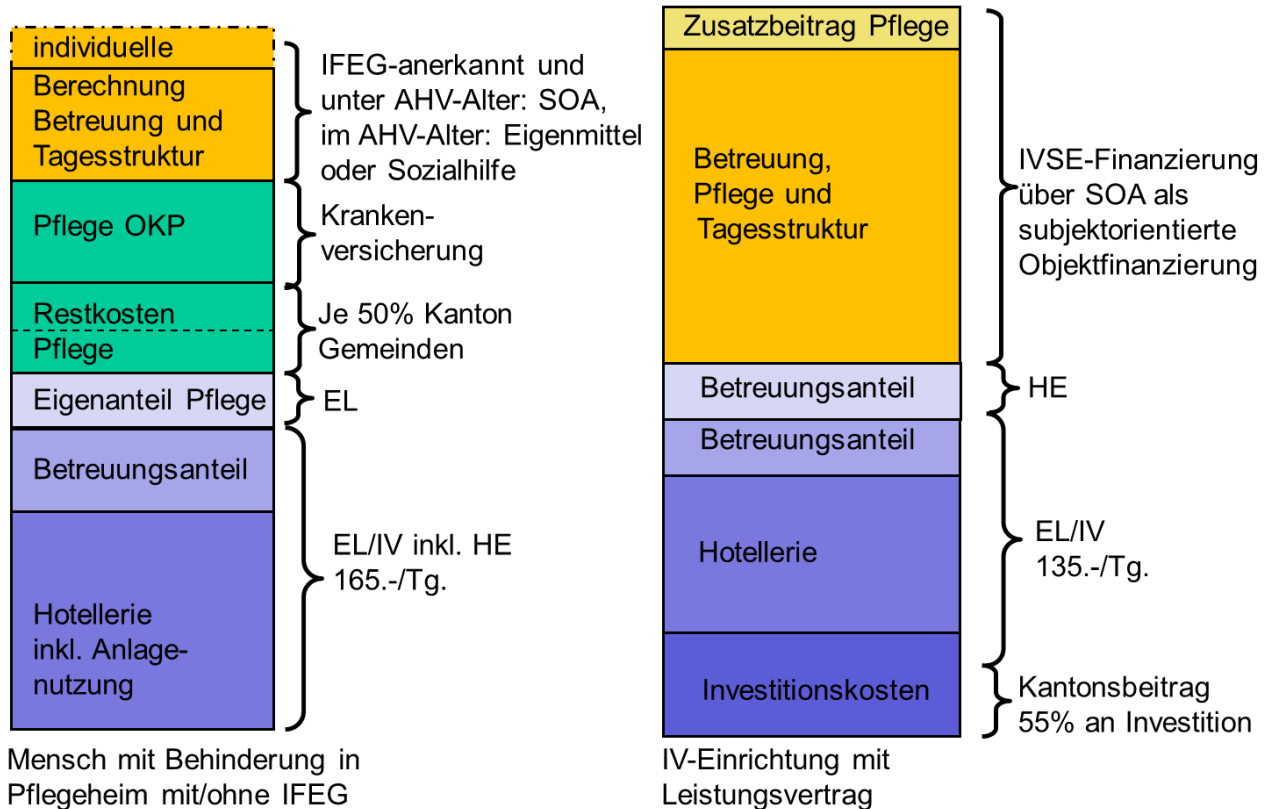 individuelle
Berechnung
Betreuung und
Tagesstruktur
IFEG-anerkannt und
unter AHV-Alter: SOA,
im AHV-Alter: Eigenmittel
oder Sozialhilfe
Pflege OKP
Kranken-
versicherung
Restkosten
Pflege
Je 50% Kanton
Gemeinden
Eigenanteil Pflege
EL
Betreuungsanteil
Hotellerie
inkl. Anlage-
nutzung
EL/IV inkl. HE
165.-/Tg.
Mensch mit Behinderung in
Pflegeheim mit/ohne IFEG
Zusatzbeitrag Pflege
Betreuung,
Pflege und
Tagesstruktur
IVSE-Finanzierung
über SOA als
subjektorientierte
Objektfinanzierung
Betreuungsanteil
HE
Betreuungsanteil
Hotellerie
EL/IV
135.-/Tg.
Investitionskosten
Kantonsbeitrag
55% an Investition
IV-Einrichtung mit
Leistungsvertrag